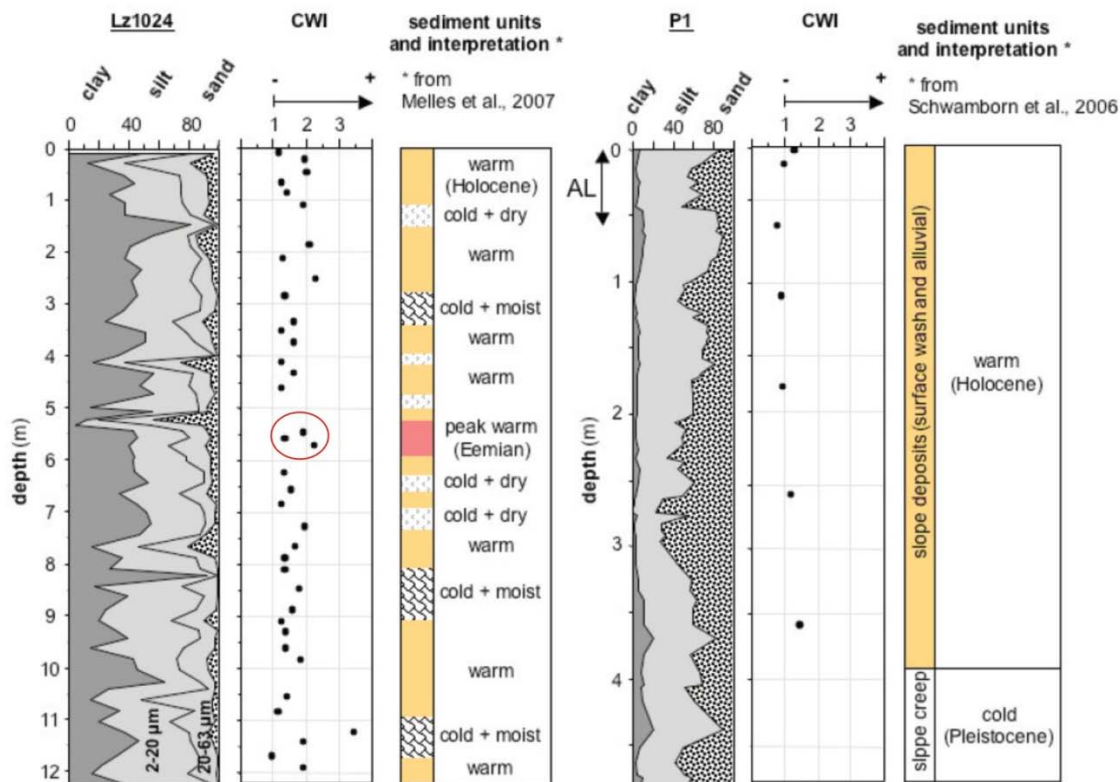 Lz1024
CWI
sediment units
and interpretation *
* from
Melles et al., 2007
clay
silt
sand
- +
0 40 80
1 2 3
depth (m)
0
1
2
3
4
5
6
7
8
9
10
11
12
2-20 µm
20-63 µm
warm
(Holocene)
cold + dry
warm
cold + moist
warm
warm
peak warm
(Eemian)
cold + dry
cold + dry
warm
cold + moist
warm
cold + moist
warm
P1
CWI
sediment units
and interpretation *
* from
Schwamborn et al., 2006
clay
silt
sand
- +
0 40 80
1 2 3
AL
depth (m)
0
1
2
3
4
slope deposits (surface wash and alluvial)
warm
(Holocene)
slope creep
cold
(Pleistocene)